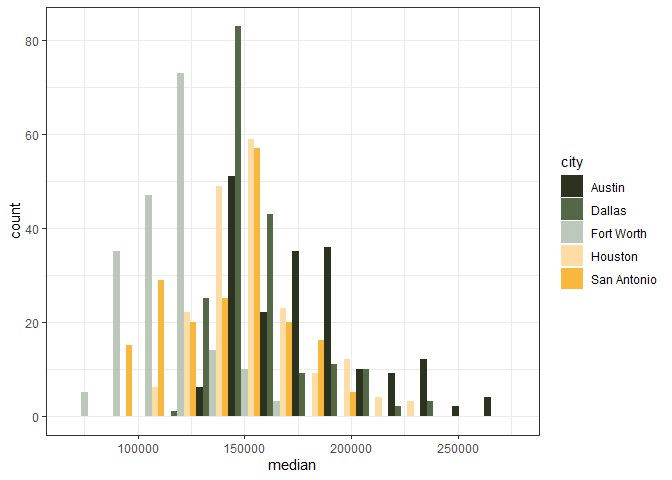 80
60
40
20
0
count
100000 150000 200000 250000
median
city
Austin
Dallas
Fort Worth
Houston
San Antonio